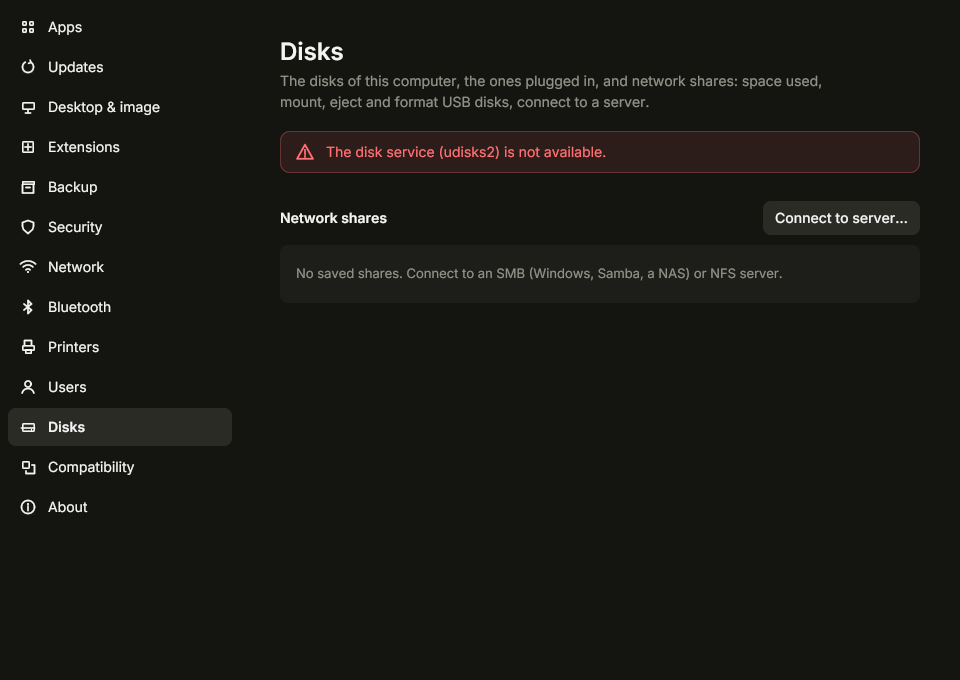 Apps
Updates
Desktop & image
Extensions
Backup
Security
Network
Bluetooth
Printers
Users
Disks
Compatibility
About
Disks
The disks of this computer, the ones plugged in, and network shares: space used,
mount, eject and format USB disks, connect to a server.
The disk service (udisks2) is not available.
Network shares
Connect to server...
No saved shares. Connect to an SMB (Windows, Samba, a NAS) or NFS server.